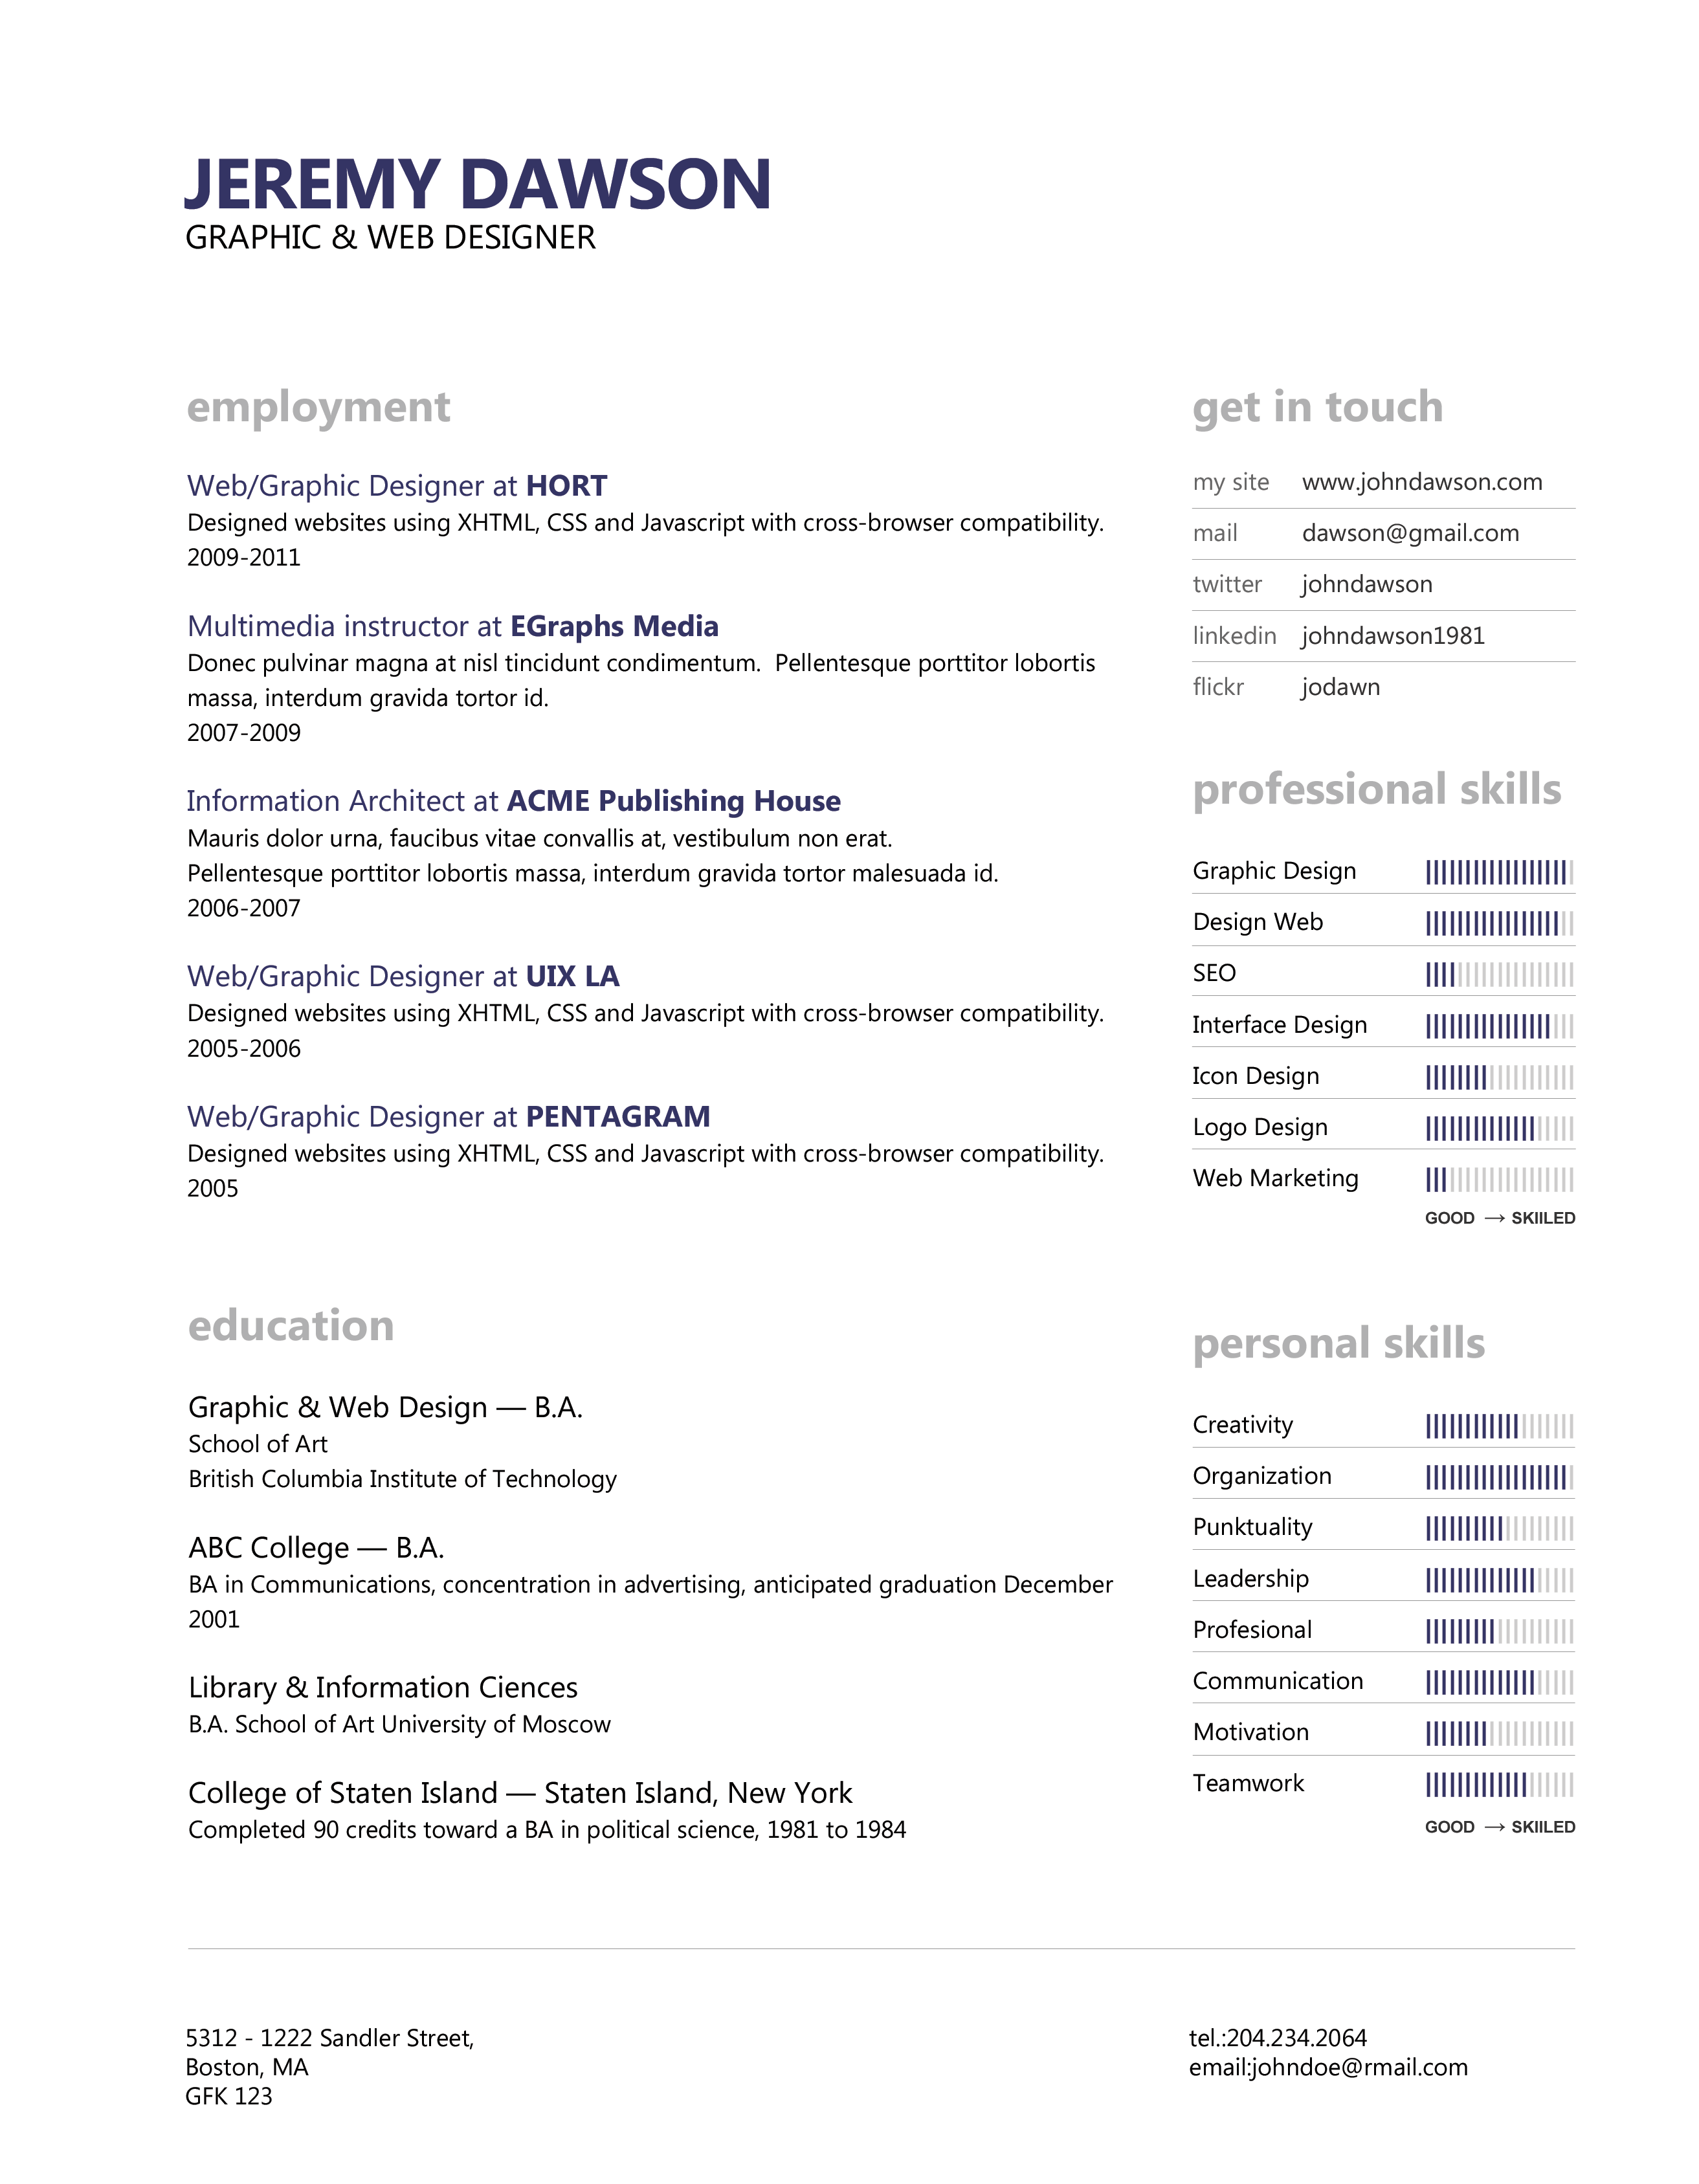 JEREMY DAWSON
GRAPHIC & WEB DESIGNER
employment
Web/Graphic Designer at HORT
Designed websites using XHTML, CSS and Javascript with cross-browser compatibility.
2009-2011
Multimedia instructor at EGraphs Media
Donec pulvinar magna at nisl tincidunt condimentum.  Pellentesque porttitor lobortis
massa, interdum gravida tortor id.
2007-2009
Information Architect at ACME Publishing House
Mauris dolor urna, faucibus vitae convallis at, vestibulum non erat.
Pellentesque porttitor lobortis massa, interdum gravida tortor malesuada id.
2006-2007
Web/Graphic Designer at UIX LA
Designed websites using XHTML, CSS and Javascript with cross-browser compatibility.
2005-2006
Web/Graphic Designer at PENTAGRAM
Designed websites using XHTML, CSS and Javascript with cross-browser compatibility.
2005
education
Graphic & Web Design — B.A.
School of Art
British Columbia Institute of Technology
ABC College — B.A.
BA in Communications, concentration in advertising, anticipated graduation December
2001
Library & Information Ciences
B.A. School of Art University of Moscow
College of Staten Island — Staten Island, New York
Completed 90 credits toward a BA in political science, 1981 to 1984
get in touch
my site www.johndawson.com
mail dawson@gmail.com
twitter johndawson
linkedin johndawson1981
flickr jodawn
professional skills
Graphic Design
Design Web
SEO
Interface Design
Icon Design
Logo Design
Web Marketing
GOOD → SKIILED
personal skills
Creativity
Organization
Punktuality
Leadership
Profesional
Communication
Motivation
Teamwork
GOOD → SKIILED
5312 - 1222 Sandler Street,
Boston, MA
GFK 123
tel.:204.234.2064
email:johndoe@rmail.com